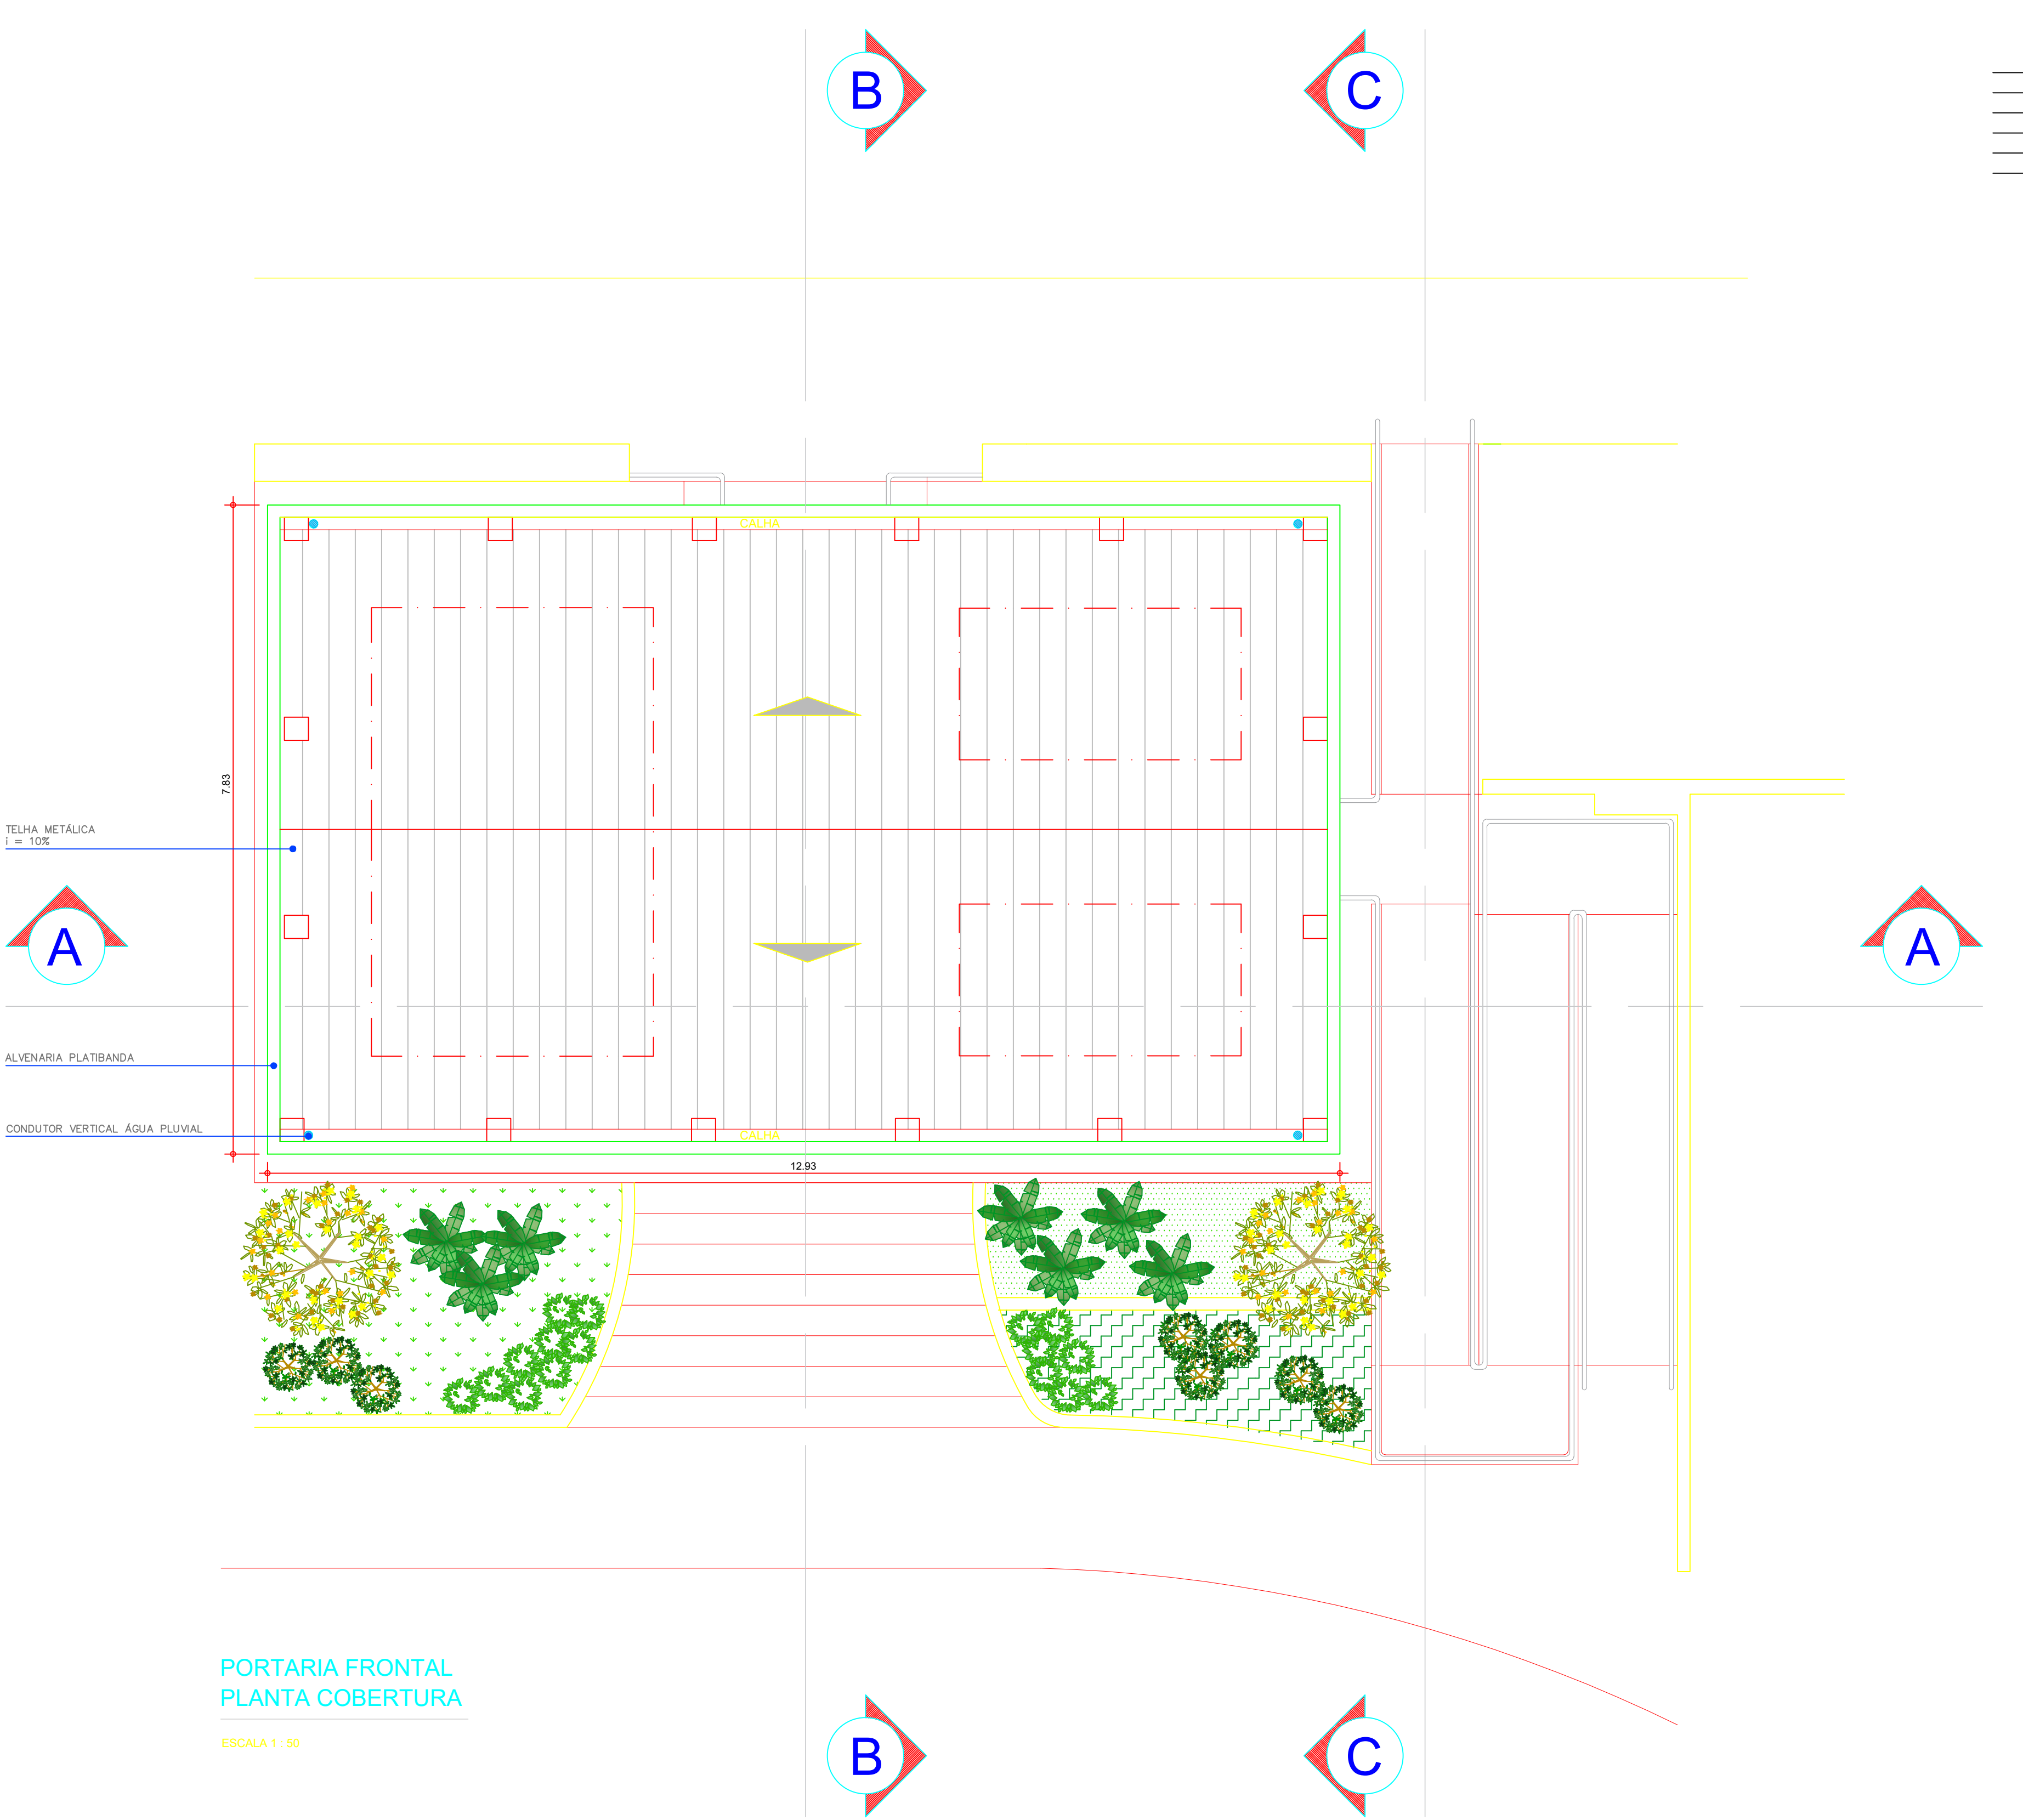 B
C
CALHA
7.83
TELHA METÁLICA
i = 10%
A
A
ALVENARIA PLATIBANDA
CONDUTOR VERTICAL ÁGUA PLUVIAL
CALHA
12.93
PORTARIA FRONTAL
PLANTA COBERTURA
ESCALA 1 : 50
B
C